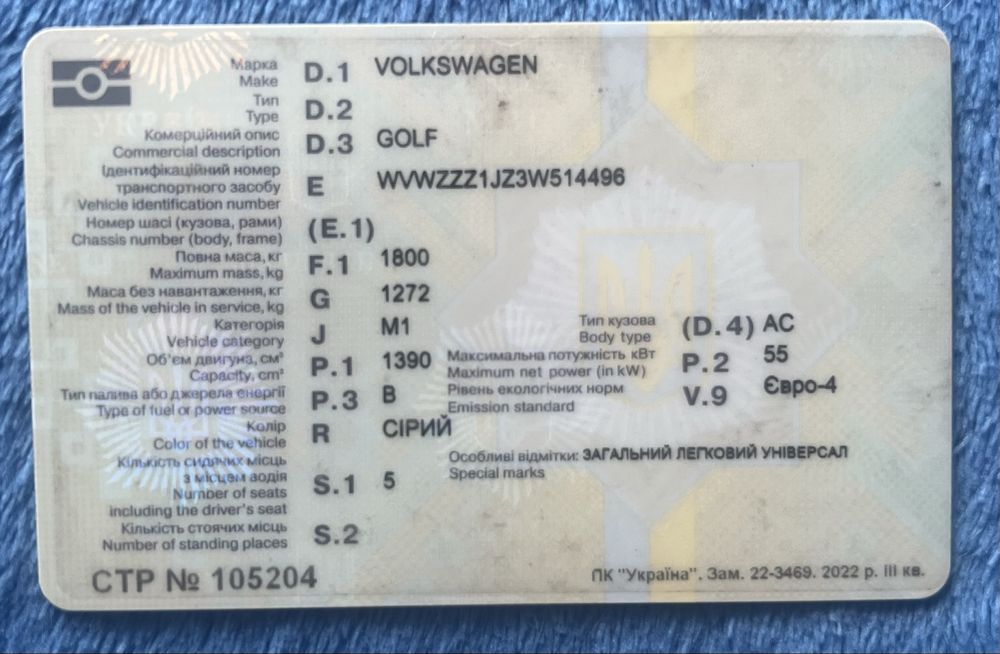 Марка D.1 VOLKSWAGEN
Make
Тип D.2
Type
Комерційний опис D.3 GOLF
Commercial description
Ідентифікаційний номер
транспортного засобу E WVWZZZ1JZ3W514496
Vehicle identification number
Номер шасі (кузова, рами) (E.1)
Chassis number (body, frame)
Повна маса, кг F.1 1800
Maximum mass, kg
Маса без навантаження, кг G 1272
Mass of the vehicle in service, kg
Категорія J M1
Vehicle category
Тип кузова (D.4) AC
Body type
Об'єм двигуна, см³ P.1 1390
Capacity, cm³
Максимальна потужність кВт P.2 55
Maximum net power (in kW)
Тип палива або джерела енергії P.3 B
Type of fuel or power source
Рівень екологічних норм V.9 Євро-4
Emission standard
Колір R СІРИЙ
Color of the vehicle
Особливі відмітки: ЗАГАЛЬНИЙ ЛЕГКОВИЙ УНІВЕРСАЛ
Special marks
Кількість сидячих місць
з місцем водія S.1 5
Number of seats
including the driver's seat
Кількість стоячих місць S.2
Number of standing places
СТР № 105204
ПК "Україна". Зам. 22-3469. 2022 р. III кв.